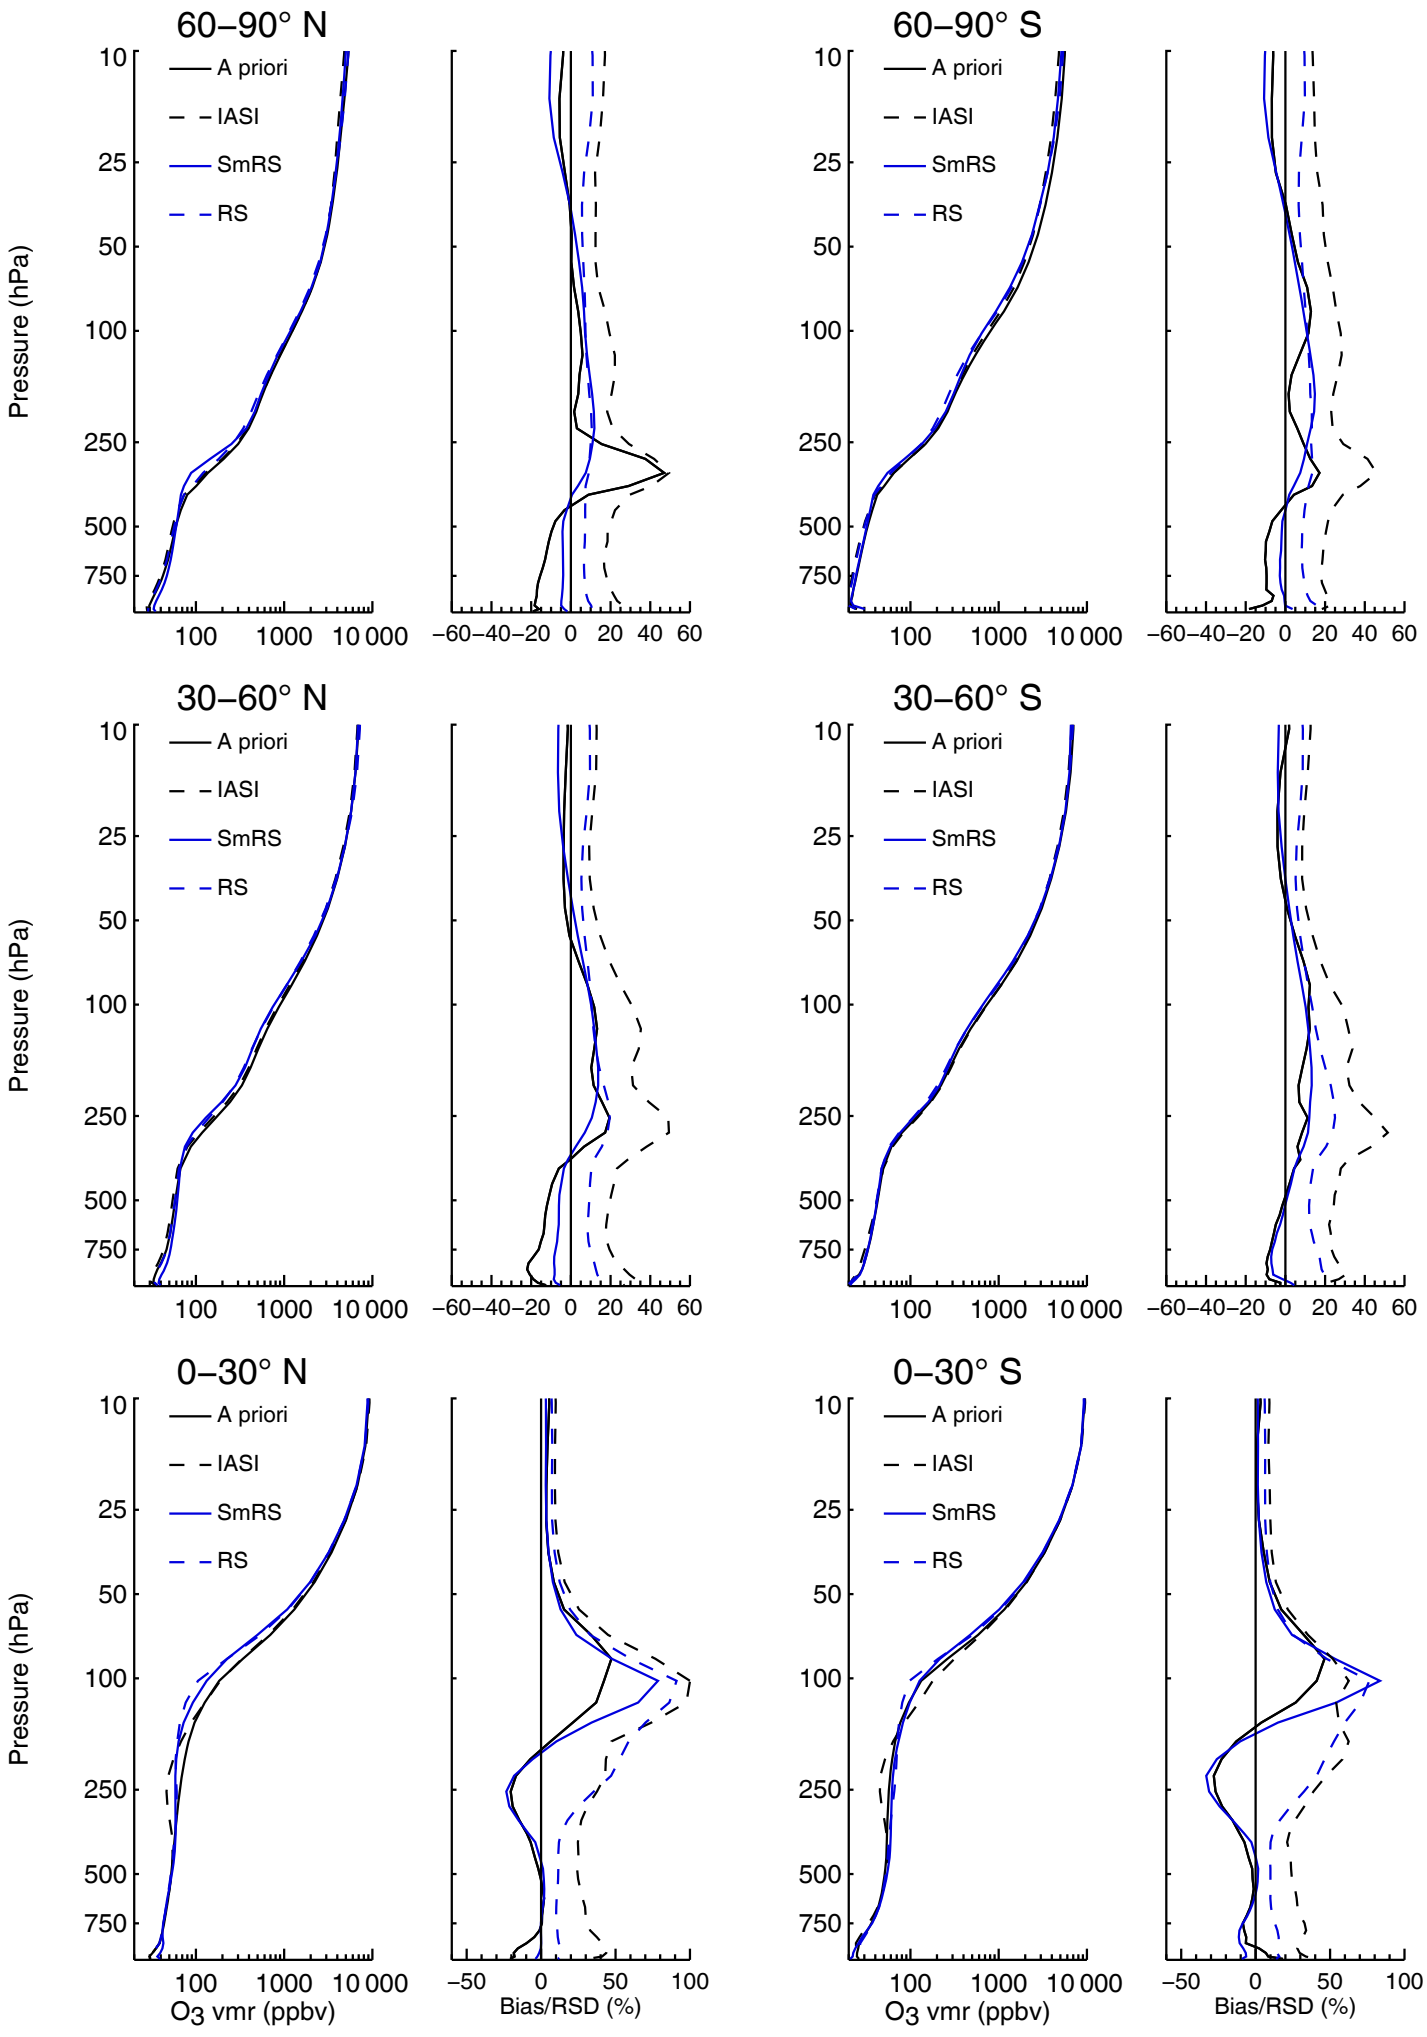 60–90° N
60–90° S
10
A priori
10
A priori
IASI
IASI
25
SmRS
25
SmRS
RS
RS
50
50
Pressure (hPa)
100
100
250
250
500
500
750
750
100 1000 10 000
−60−40−20 0 20 40 60
100 1000 10 000
−60−40−20 0 20 40 60
30–60° N
30–60° S
10
A priori
10
A priori
IASI
IASI
25
SmRS
25
SmRS
RS
RS
50
50
Pressure (hPa)
100
100
250
250
500
500
750
750
100 1000 10 000
−60−40−20 0 20 40 60
100 1000 10 000
−60−40−20 0 20 40 60
0–30° N
0–30° S
10
A priori
10
A priori
IASI
IASI
25
SmRS
25
SmRS
RS
RS
50
50
Pressure (hPa)
100
100
250
250
500
500
750
750
100 1000 10 000
−50 0 50 100
100 1000 10 000
−50 0 50 100
O3 vmr (ppbv)
Bias/RSD (%)
O3 vmr (ppbv)
Bias/RSD (%)